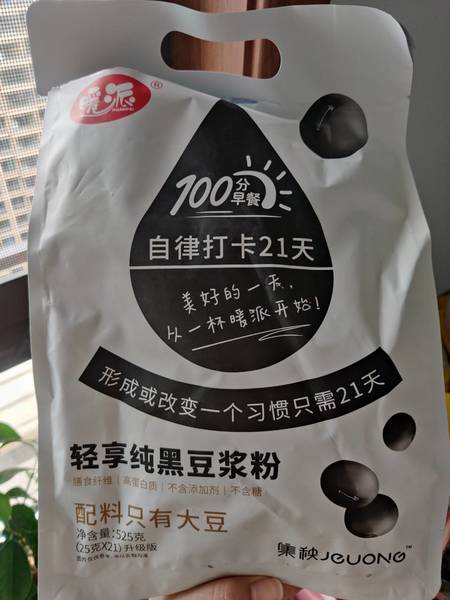 暖派®
100分
早餐
自律打卡21天
美好的一天,
从一杯暖派开始!
形成或改变一个习惯只需21天
轻享纯黑豆浆粉
膳食纤维 | 高蛋白质 | 不含添加剂 | 不含糖
配料只有大豆
净含量:525克
(25克X21) 升级版
集秧JGUONG™